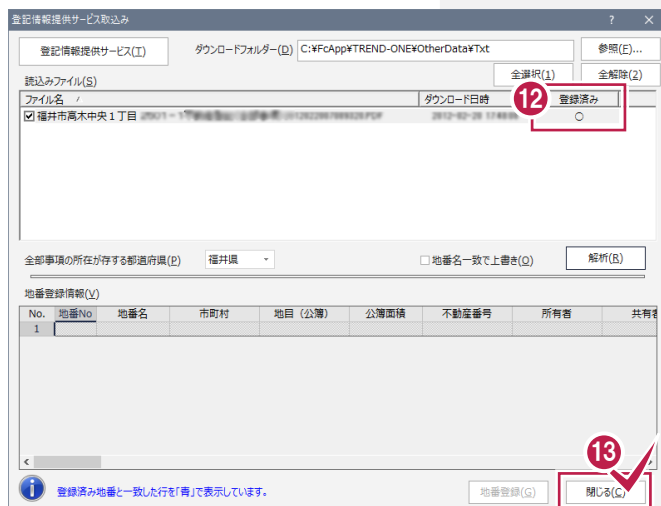 登記情報提供サービス取込み ? ×
登記情報提供サービス(T) ダウンロードフォルダー(D) C:¥FcApp¥TREND-ONE¥OtherData¥Txt 参照(F)...
読込みファイル(S) 全選択(1) 全解除(2)
ファイル名 / ダウンロード日時 登録済み
福井市高木中央1丁目 ○
12
全部事項の所在が存する都道府県(P) 福井県 地番名一致で上書き(O) 解析(R)
地番登録情報(V)
No. 地番No 地番名 市町村 地目(公簿) 公簿面積 不動産番号 所有者 共有者
1
13
登録済み地番と一致した行を「青」で表示しています。 地番登録(G) 閉じる(C)